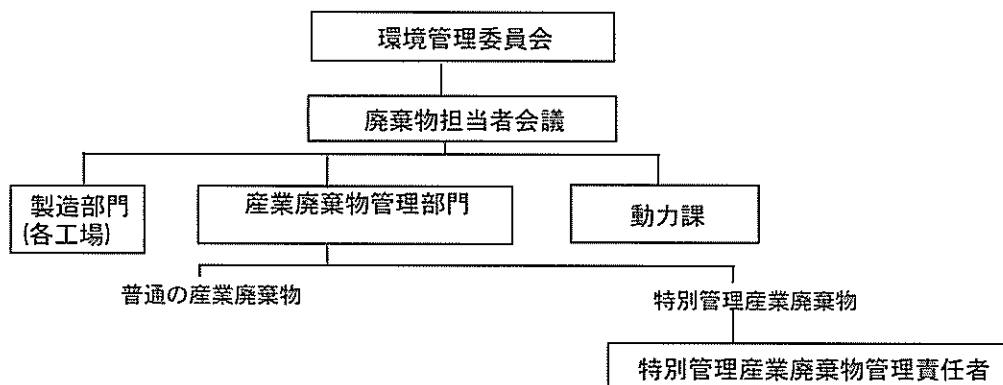 環境管理委員会
廃棄物担当者会議
製造部門
(各工場)
産業廃棄物管理部門
動力課
普通の産業廃棄物
特別管理産業廃棄物
特別管理産業廃棄物管理責任者